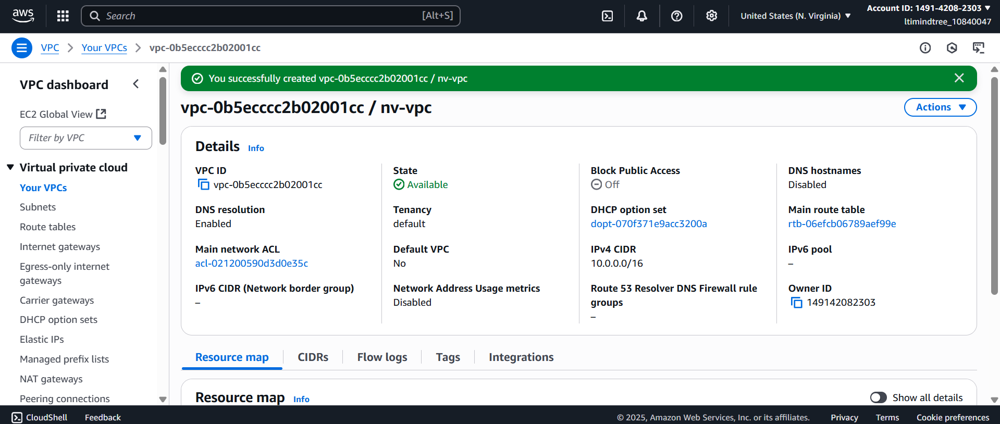 aws
Search
[Alt+S]
United States (N. Virginia)
Account ID: 1491-4208-2303
ltimindtree_10840047
VPC
Your VPCs
vpc-0b5ecccc2b02001cc
VPC dashboard
EC2 Global View
Filter by VPC
Virtual private cloud
Your VPCs
Subnets
Route tables
Internet gateways
Egress-only internet
gateways
Carrier gateways
DHCP option sets
Elastic IPs
Managed prefix lists
NAT gateways
Peering connections
You successfully created vpc-0b5ecccc2b02001cc / nv-vpc
vpc-0b5ecccc2b02001cc / nv-vpc
Actions
Details Info
VPC ID
vpc-0b5ecccc2b02001cc
State
Available
Block Public Access
Off
DNS hostnames
Disabled
DNS resolution
Enabled
Tenancy
default
DHCP option set
dopt-070f371e9acc3200a
Main route table
rtb-06efcb06789aef99e
Main network ACL
acl-021200590d3d0e35c
Default VPC
No
IPv4 CIDR
10.0.0.0/16
IPv6 pool
–
IPv6 CIDR (Network border group)
–
Network Address Usage metrics
Disabled
Route 53 Resolver DNS Firewall rule
groups
–
Owner ID
149142082303
Resource map
CIDRs
Flow logs
Tags
Integrations
Resource map Info
Show all details
CloudShell
Feedback
© 2025, Amazon Web Services, Inc. or its affiliates.
Privacy
Terms
Cookie preferences